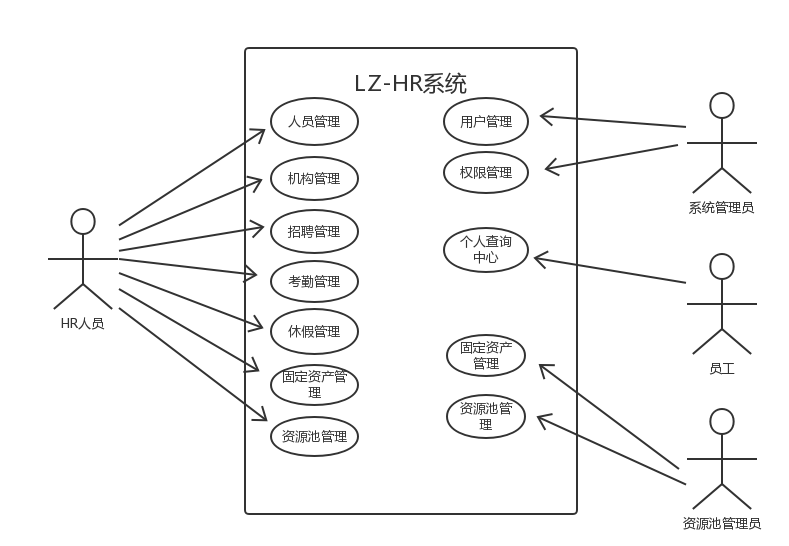 LZ-HR系统
人员管理
机构管理
招聘管理
考勤管理
休假管理
固定资产管
理
资源池管理
用户管理
权限管理
个人查询
中心
固定资产
管理
资源池管
理
HR人员
系统管理员
员工
资源池管理员